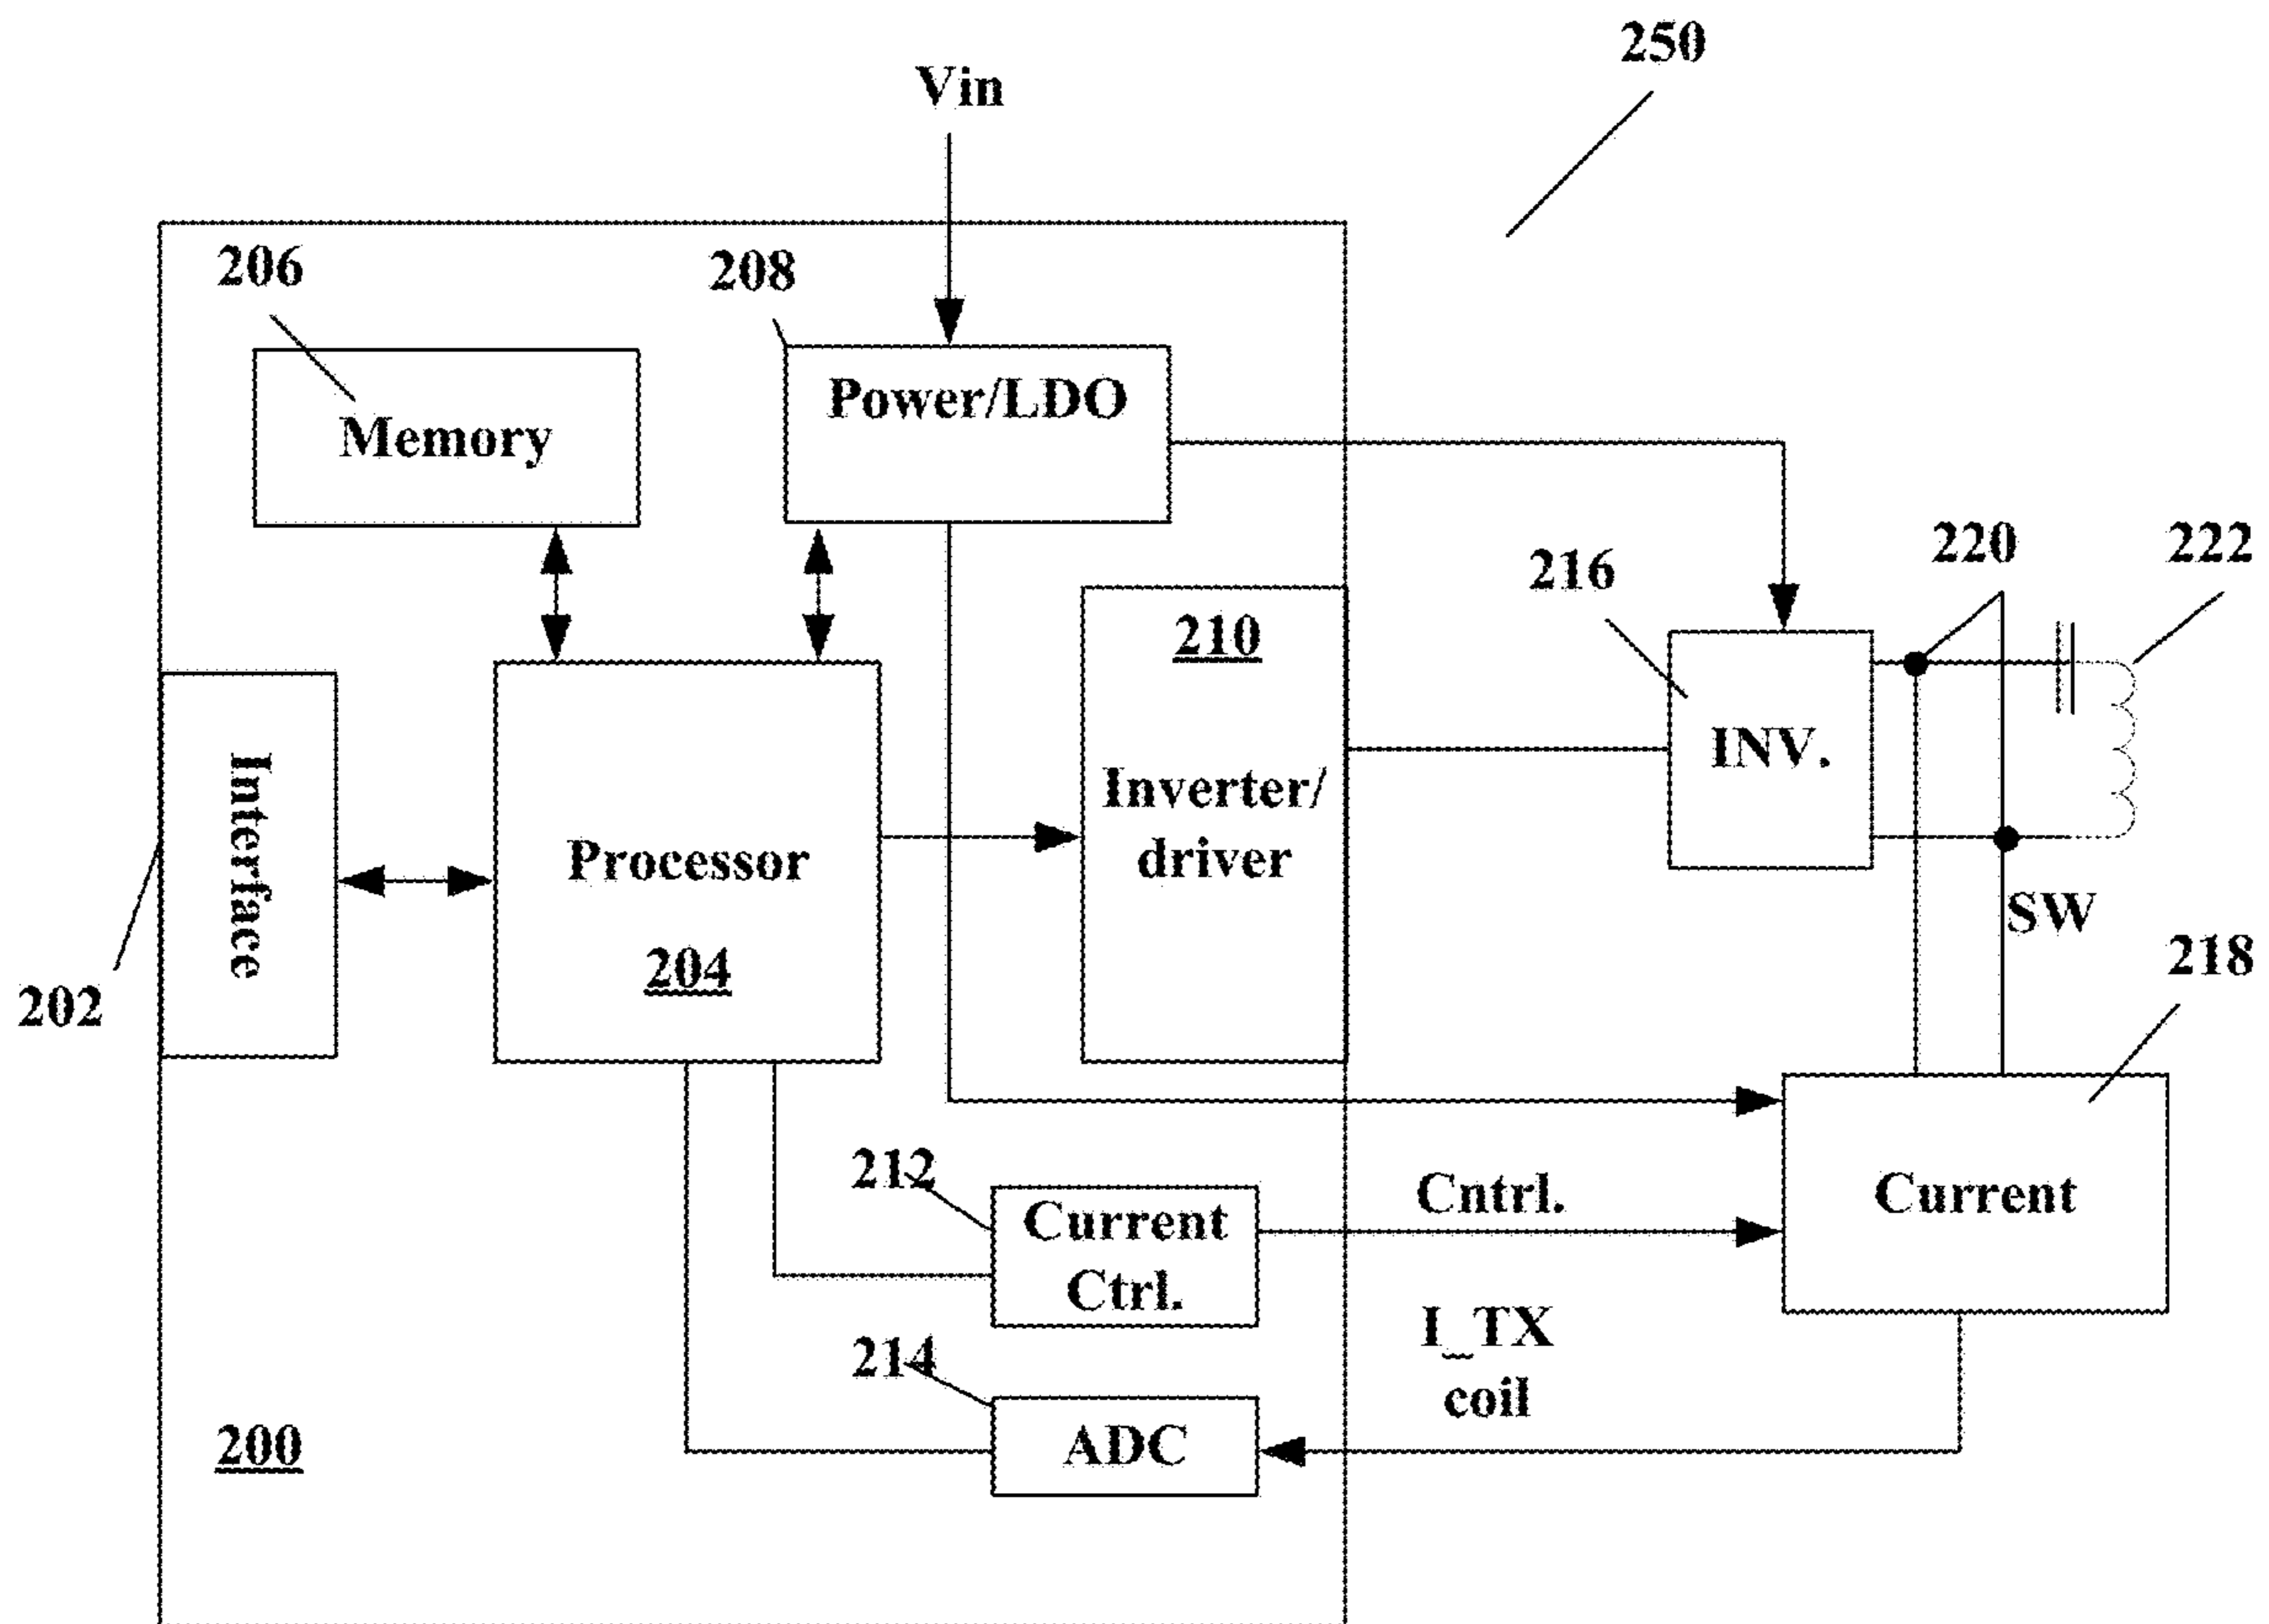 250
Vin
206
208
Memory
Power/LDO
216
220
222
210
Interface
INV.
Inverter/
driver
Processor
204
SW
202
218
212
Current
Ctrl.
Cntrl.
Current
214
I_TX
coil
ADC
200